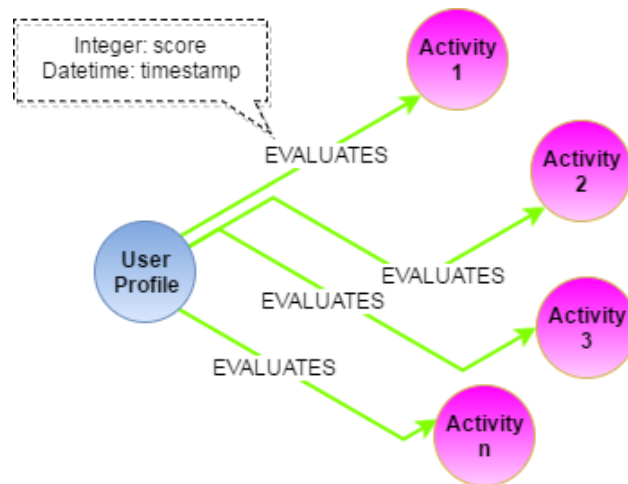 Integer: score
Datetime: timestamp
Activity
1
EVALUATES
Activity
2
User
Profile
EVALUATES
EVALUATES
Activity
3
EVALUATES
Activity
n